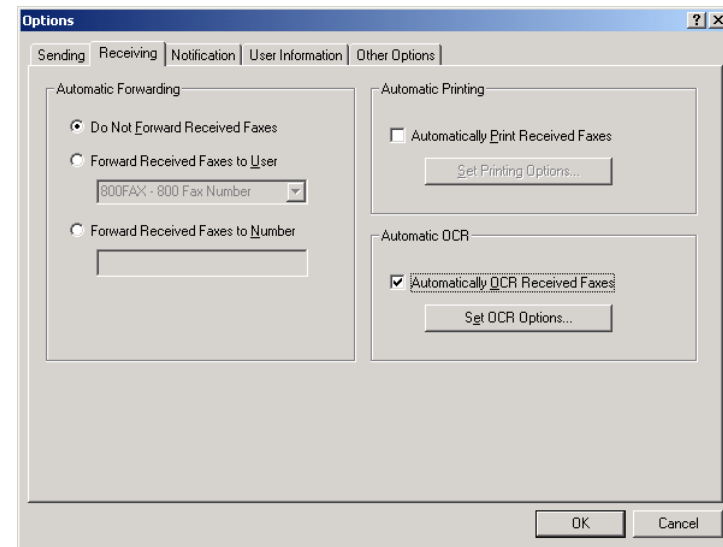 Options
Sending Receiving Notification User Information Other Options
Automatic Forwarding
Do Not Forward Received Faxes
Forward Received Faxes to User
800FAX - 800 Fax Number
Forward Received Faxes to Number
Automatic Printing
Automatically Print Received Faxes
Set Printing Options...
Automatic OCR
Automatically OCR Received Faxes
Set OCR Options...
OK Cancel